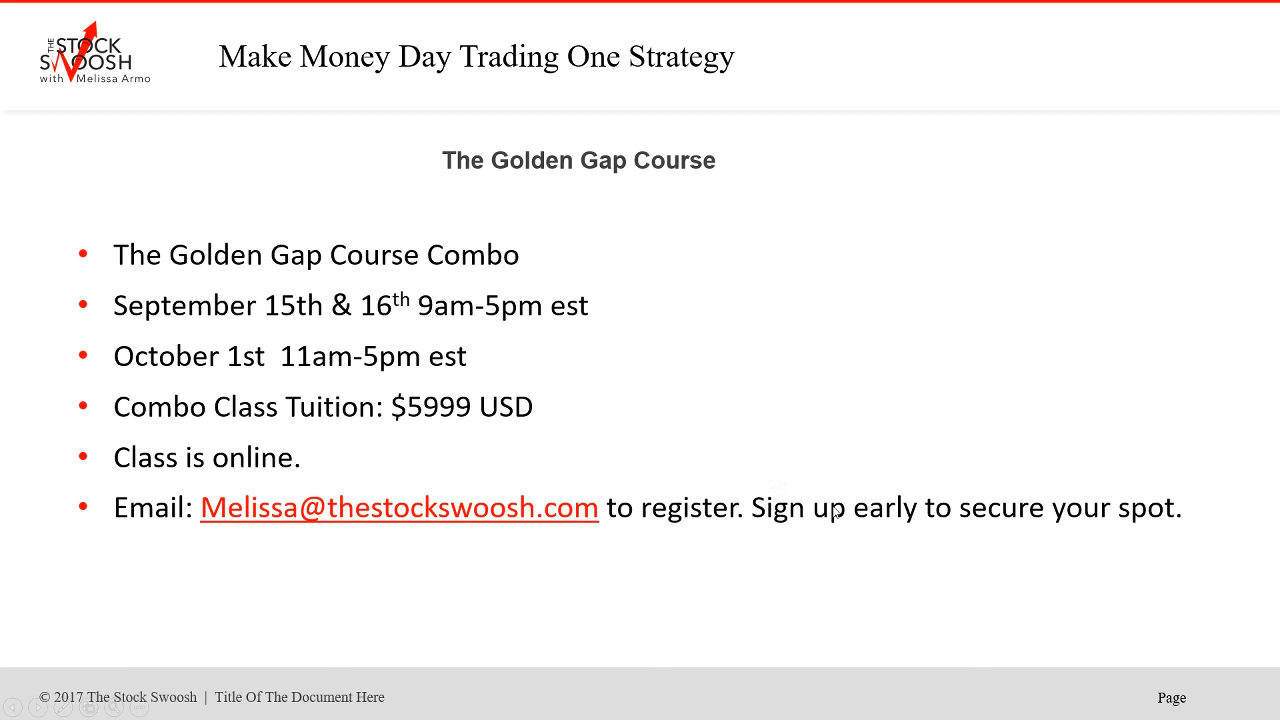 THE STOCK
SWOOSH
with Melissa Armo
Make Money Day Trading One Strategy
The Golden Gap Course
• The Golden Gap Course Combo
• September 15th & 16th 9am-5pm est
• October 1st  11am-5pm est
• Combo Class Tuition: $5999 USD
• Class is online.
• Email: Melissa@thestockswoosh.com to register. Sign up early to secure your spot.
© 2017 The Stock Swoosh | Title Of The Document Here
Page